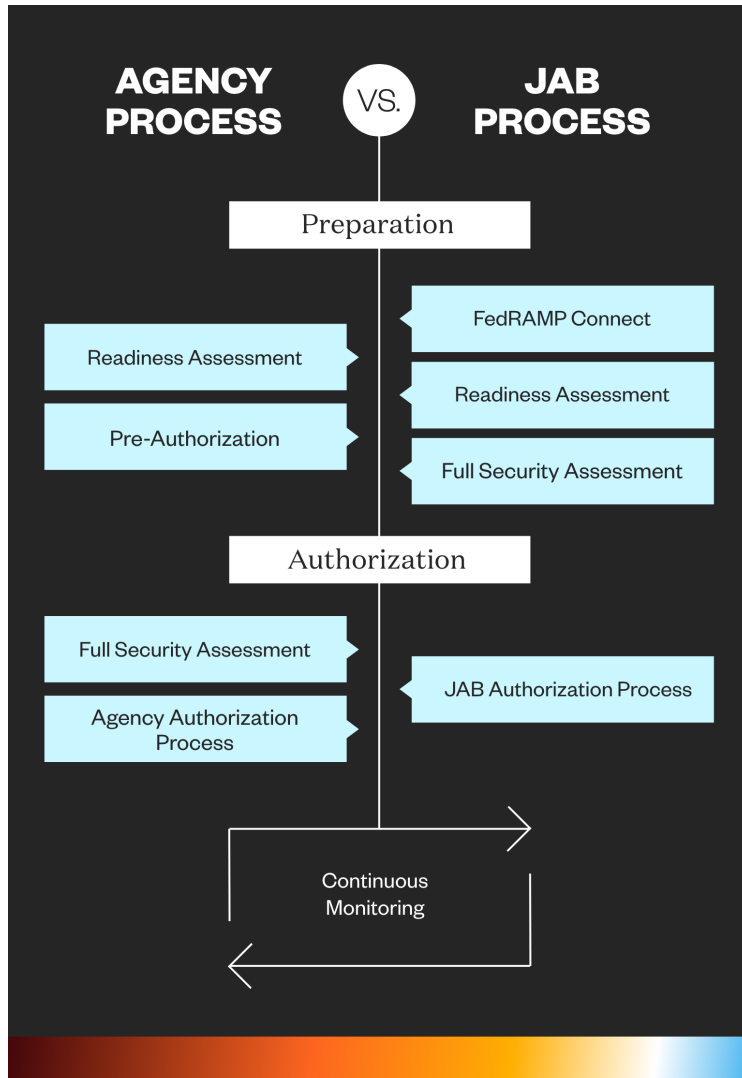 AGENCY
PROCESS
VS.
JAB
PROCESS
Preparation
FedRAMP Connect
Readiness Assessment
Readiness Assessment
Pre-Authorization
Full Security Assessment
Authorization
Full Security Assessment
JAB Authorization Process
Agency Authorization
Process
Continuous
Monitoring